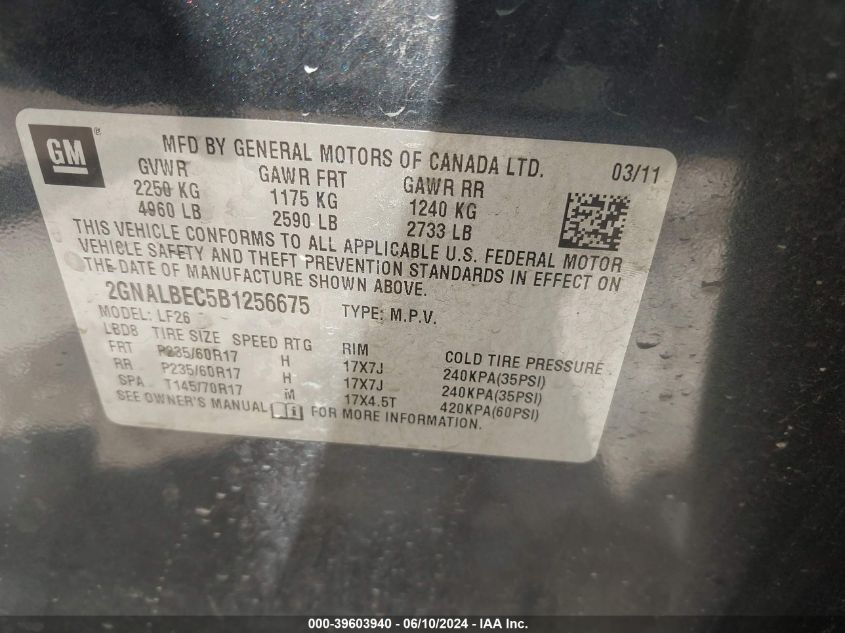 GM ®
MFD BY GENERAL MOTORS OF CANADA LTD. 03/11
GVWR GAWR FRT GAWR RR
2250 KG 1175 KG 1240 KG
4960 LB 2590 LB 2733 LB
THIS VEHICLE CONFORMS TO ALL APPLICABLE U.S. FEDERAL MOTOR
VEHICLE SAFETY AND THEFT PREVENTION STANDARDS IN EFFECT ON
THE DATE OF MANUFACTURE SHOWN ABOVE.
2GNALBEC5B1256675 TYPE: M.P.V.
MODEL: LF26
LBD8 TIRE SIZE SPEED RTG RIM COLD TIRE PRESSURE
FRT P235/60R17 H 17X7J 240KPA(35PSI)
RR P235/60R17 H 17X7J 240KPA(35PSI)
SPA T145/70R17 M 17X4.5T 420KPA(60PSI)
SEE OWNER'S MANUAL FOR MORE INFORMATION.
000-39603940 - 06/10/2024 - IAA Inc.